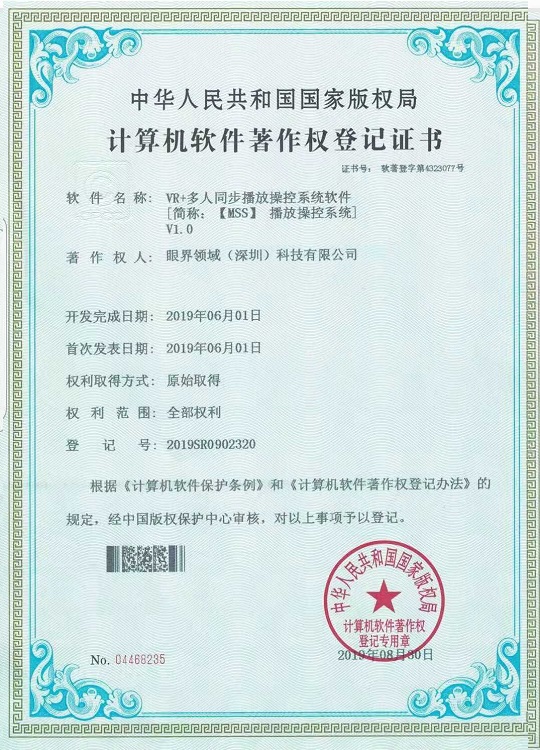 中华人民共和国国家版权局
计算机软件著作权登记证书
证书号： 软著登字第4323077号
软件名称： VR+多人同步播放操控系统软件
[简称：【MSS】 播放操控系统]
V1.0
著作权人： 眼界领域（深圳）科技有限公司
开发完成日期： 2019年06月01日
首次发表日期： 2019年06月01日
权利取得方式： 原始取得
权利范围： 全部权利
登记号： 2019SR0902320
根据《计算机软件保护条例》和《计算机软件著作权登记办法》的
规定，经中国版权保护中心审核，对以上事项予以登记。
中华人民共和国国家版权局
计算机软件著作权
登记专用章
No. 04468235
2019年08月30日